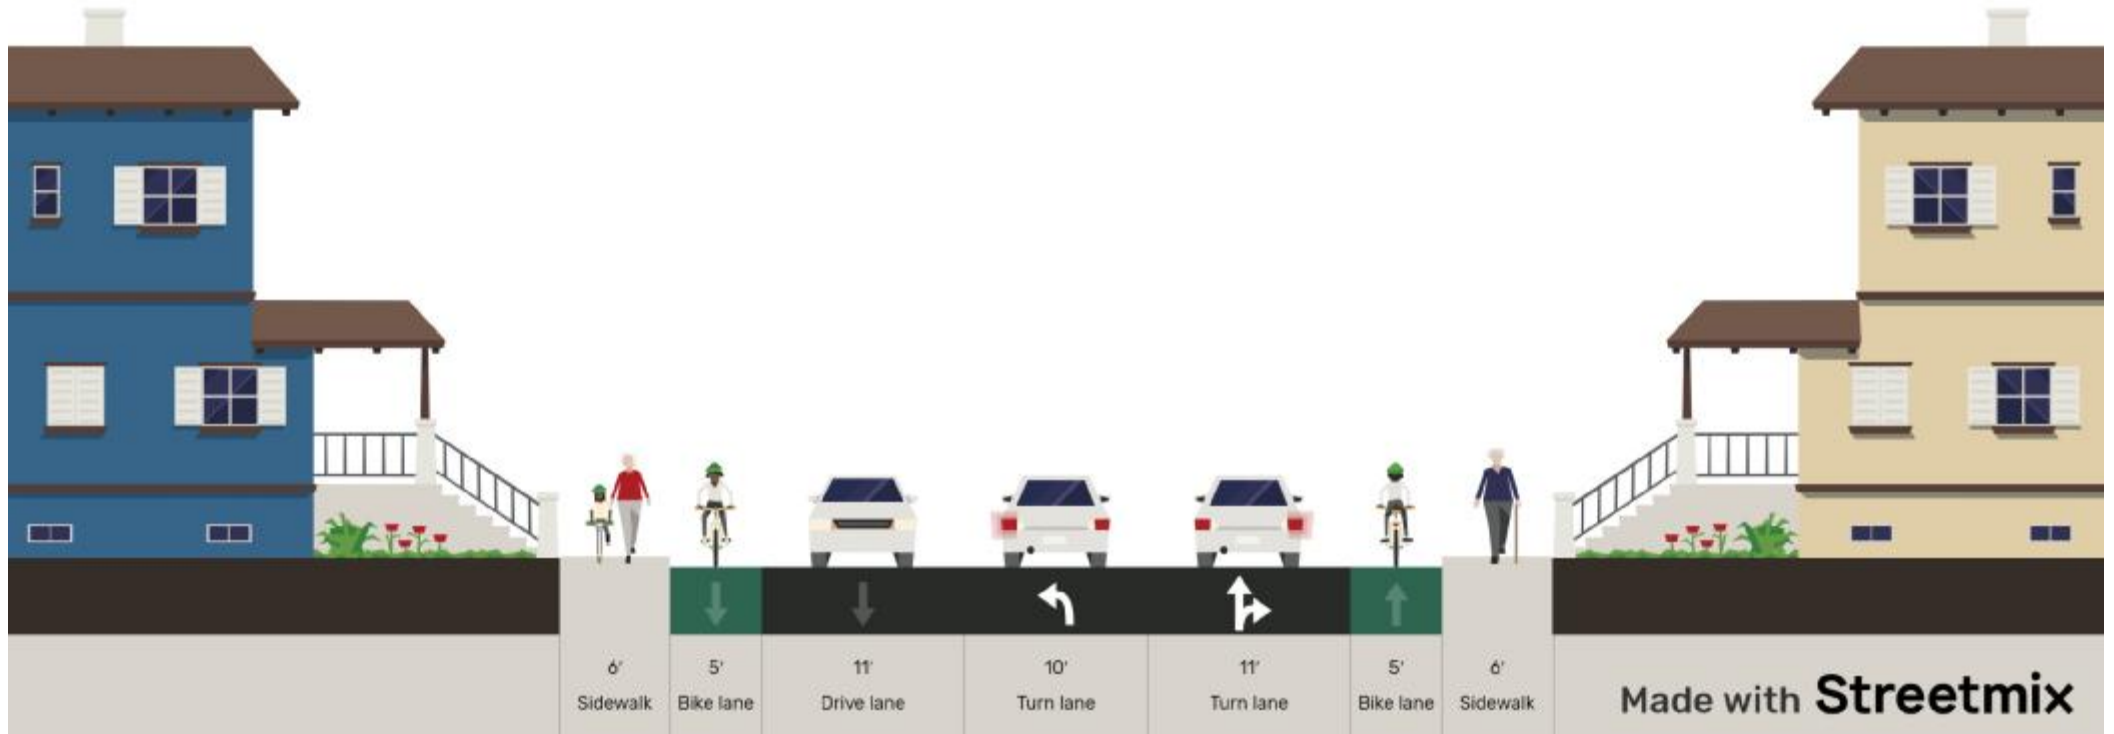 6'
Sidewalk
5'
Bike lane
11'
Drive lane
10'
Turn lane
11'
Turn lane
5'
Bike lane
6'
Sidewalk
Made with Streetmix